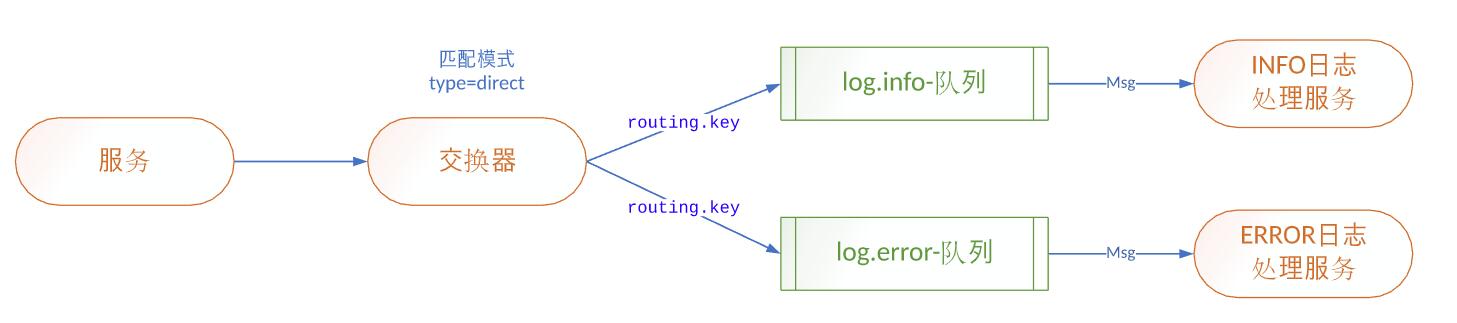 匹配模式
type=direct
服务
交换器
routing.key
routing.key
log.info-队列
log.error-队列
Msg
Msg
INFO日志
处理服务
ERROR日志
处理服务